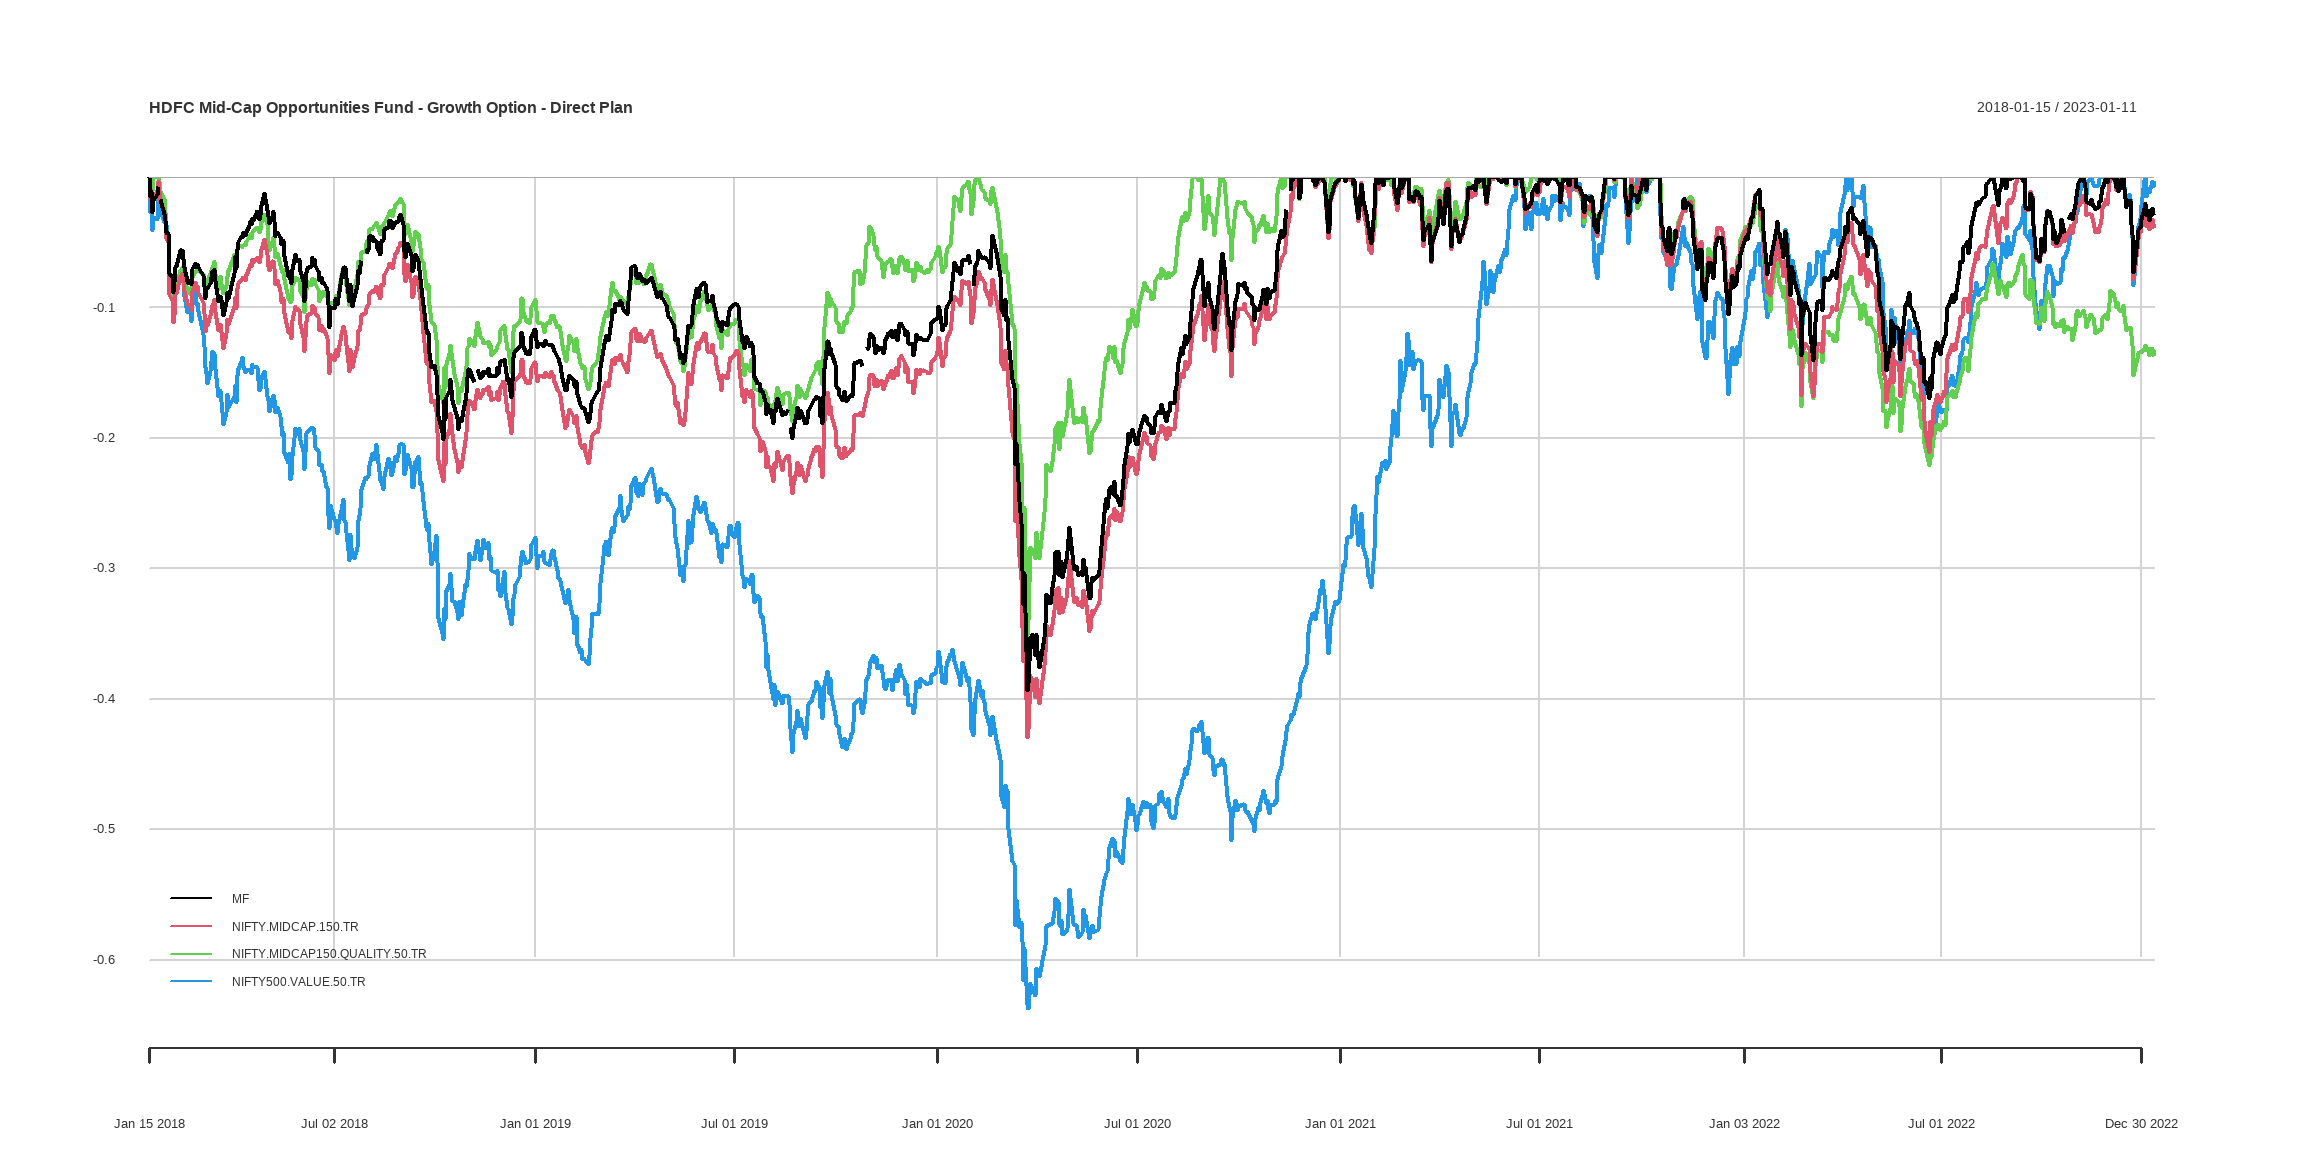 HDFC Mid-Cap Opportunities Fund - Growth Option - Direct Plan 2018-01-15 / 2023-01-11
-0.1
-0.2
-0.3
-0.4
-0.5
-0.6
MF
NIFTY.MIDCAP.150.TR
NIFTY.MIDCAP150.QUALITY.50.TR
NIFTY500.VALUE.50.TR
Jan 15 2018 Jul 02 2018 Jan 01 2019 Jul 01 2019 Jan 01 2020 Jul 01 2020 Jan 01 2021 Jul 01 2021 Jan 03 2022 Jul 01 2022 Dec 30 2022